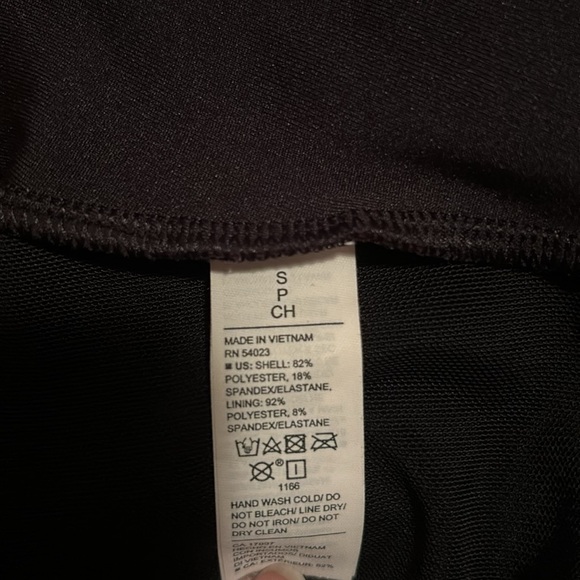 S
P
CH
MADE IN VIETNAM
RN 54023
■ US: SHELL: 82%
POLYESTER, 18%
SPANDEX/ELASTANE,
LINING: 92%
POLYESTER, 8%
SPANDEX/ELASTANE
®
1166
HAND WASH COLD/ DO
NOT BLEACH/ LINE DRY/
DO NOT IRON/ DO NOT
DRY CLEAN